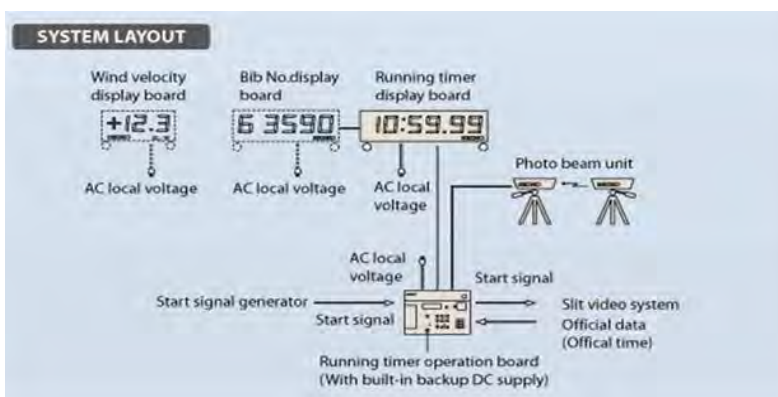 SYSTEM LAYOUT
Wind velocity
display board
Bib No.display
board
Running timer
display board
+12.3
6 3590
10:59.99
AC local voltage
AC local voltage
AC local
voltage
Photo beam unit
AC local
voltage
Start signal
Start signal generator
Slit video system
Start signal
Official data
(Offical time)
Running timer operation board
(With built-in backup DC supply)